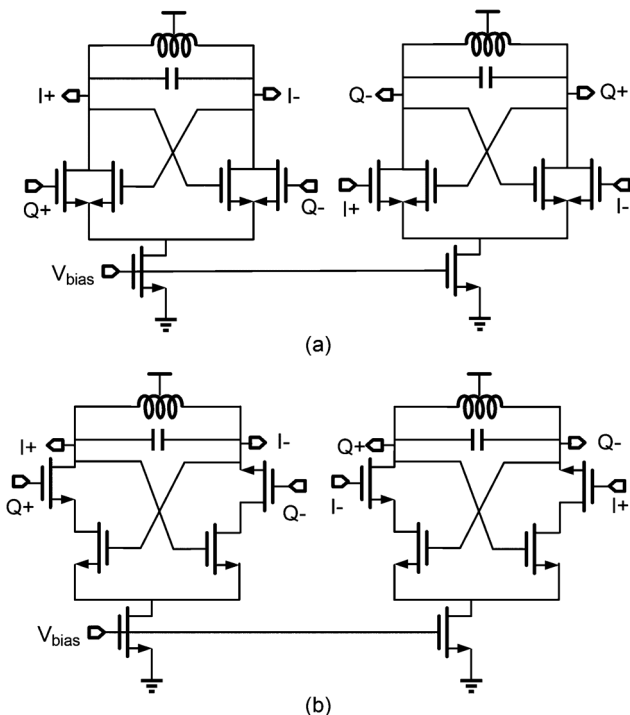 I+
I-
Q-
Q+
Q+
Q-
I+
I-
Vbias
(a)
I+
I-
Q+
Q-
Q+
Q-
I-
I+
Vbias
(b)